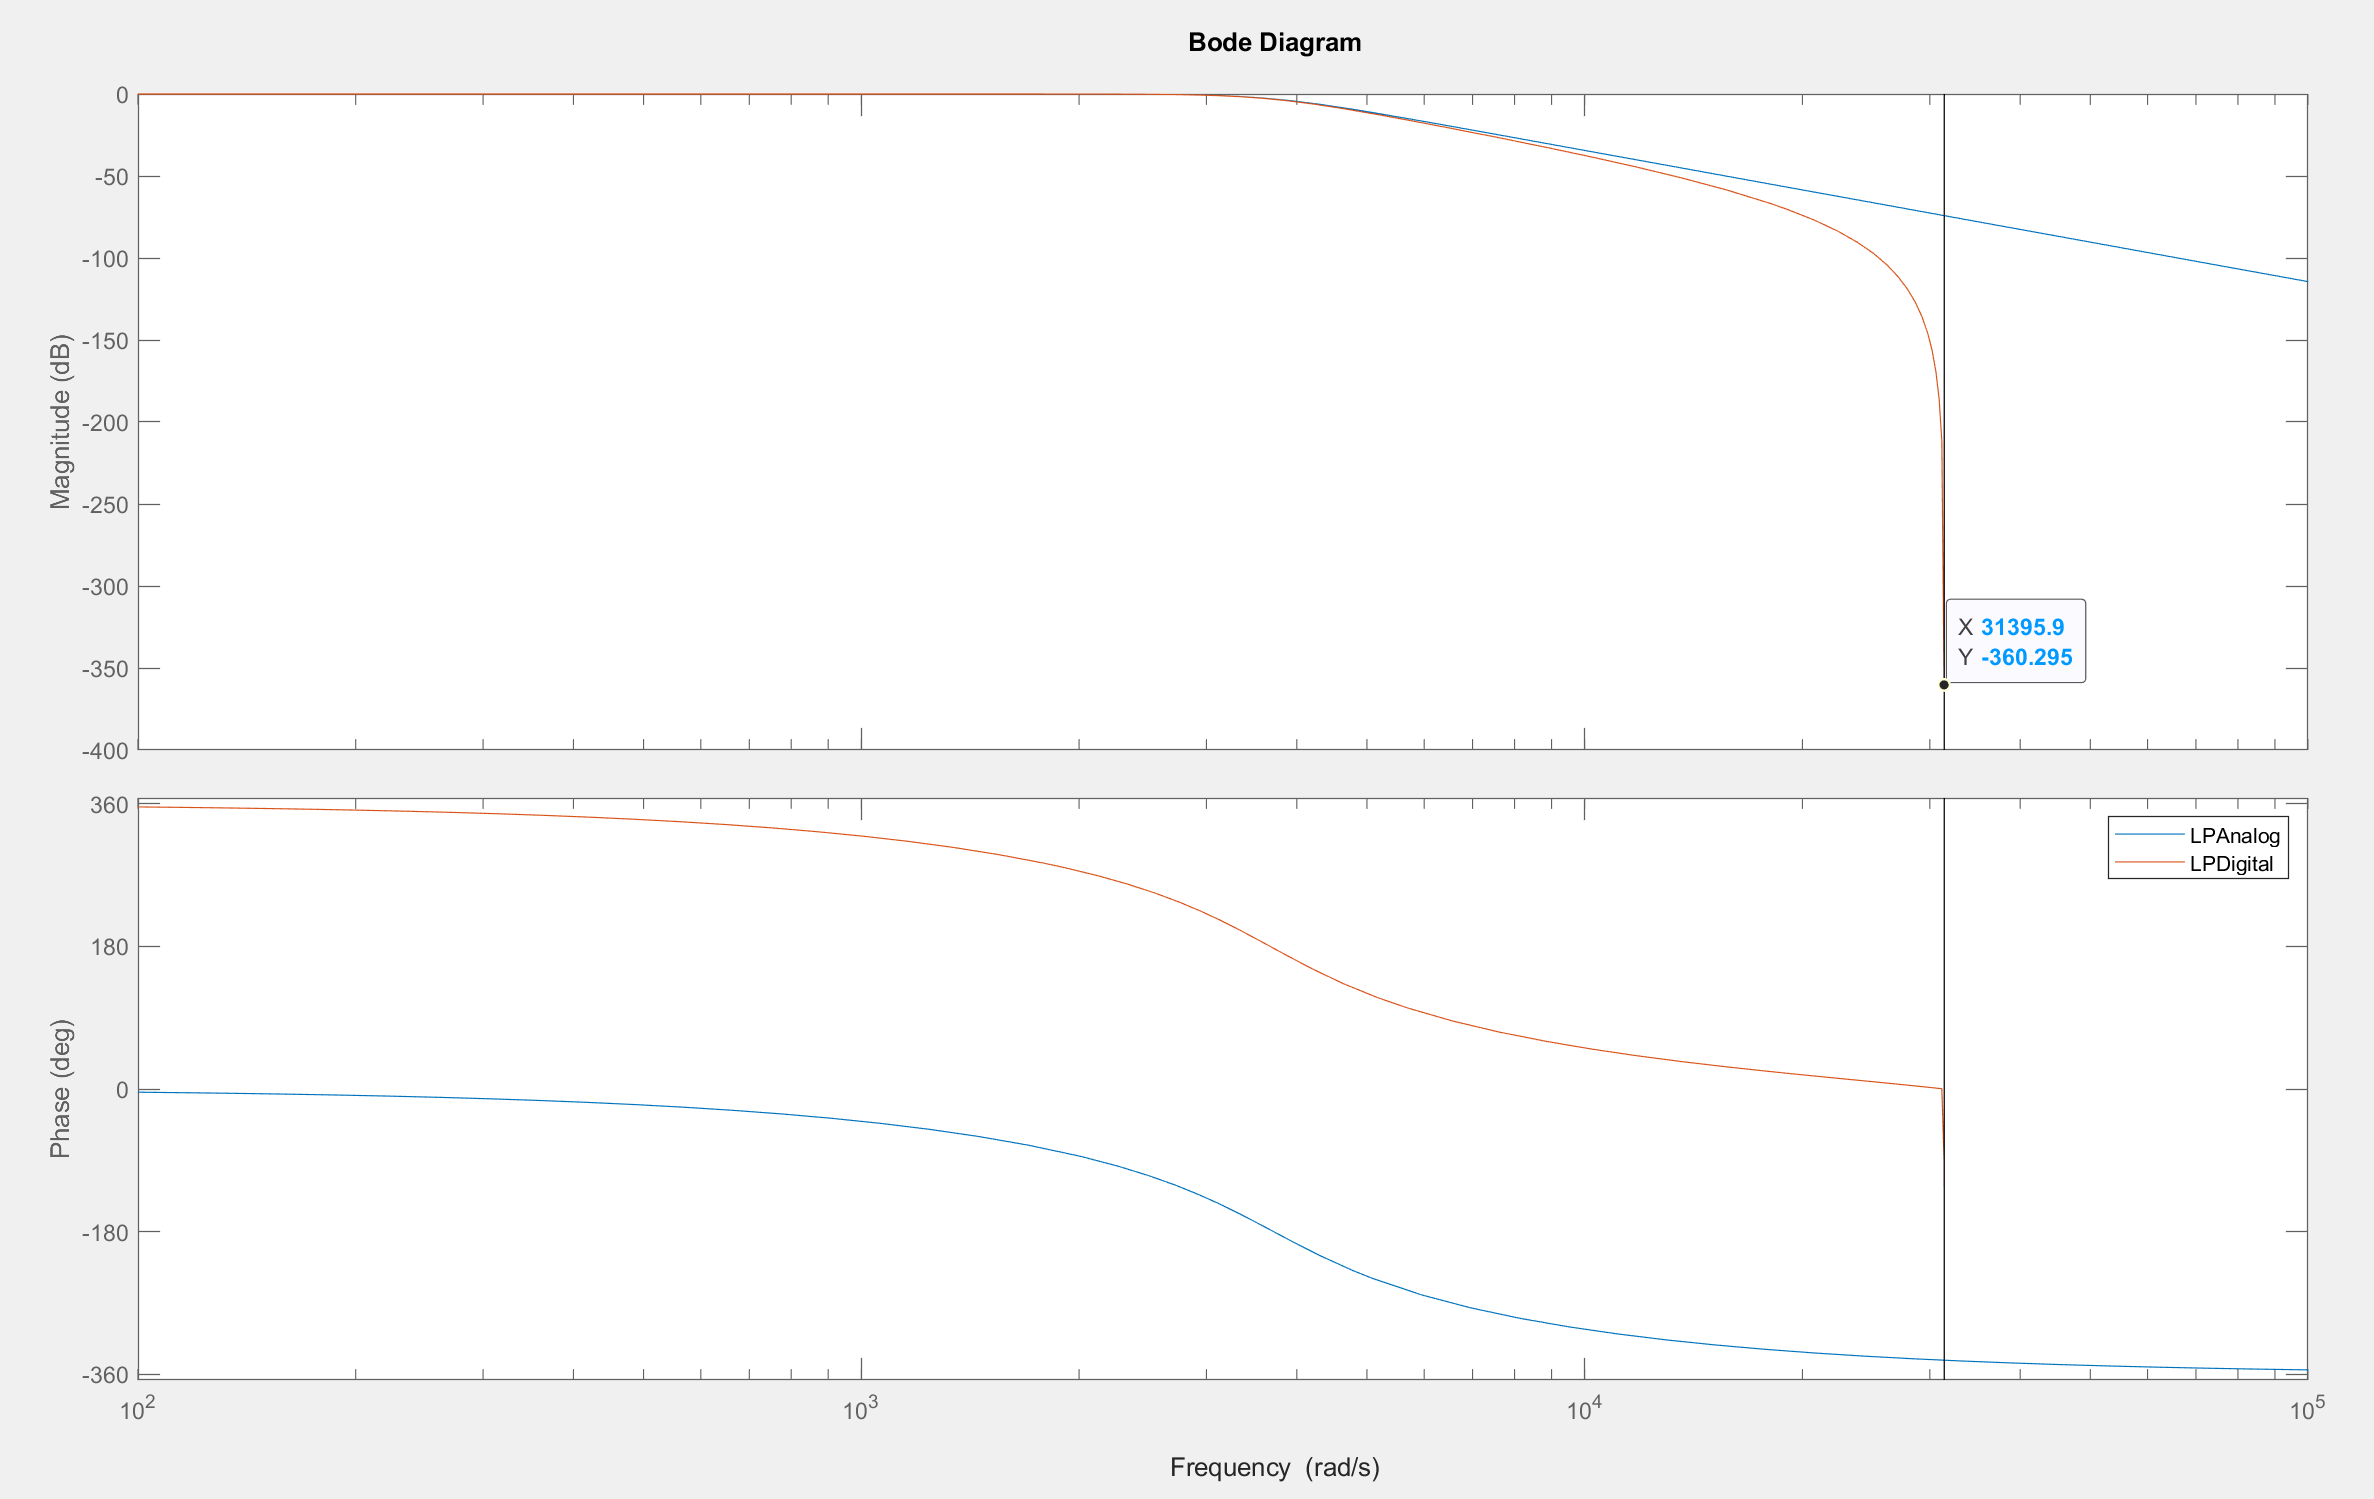 Bode Diagram
Magnitude (dB)
0
-50
-100
-150
-200
-250
-300
-350
-400
X 31395.9
Y -360.295
Phase (deg)
360
180
0
-180
-360
LPAnalog
LPDigital
10^2
10^3
10^4
10^5
Frequency (rad/s)